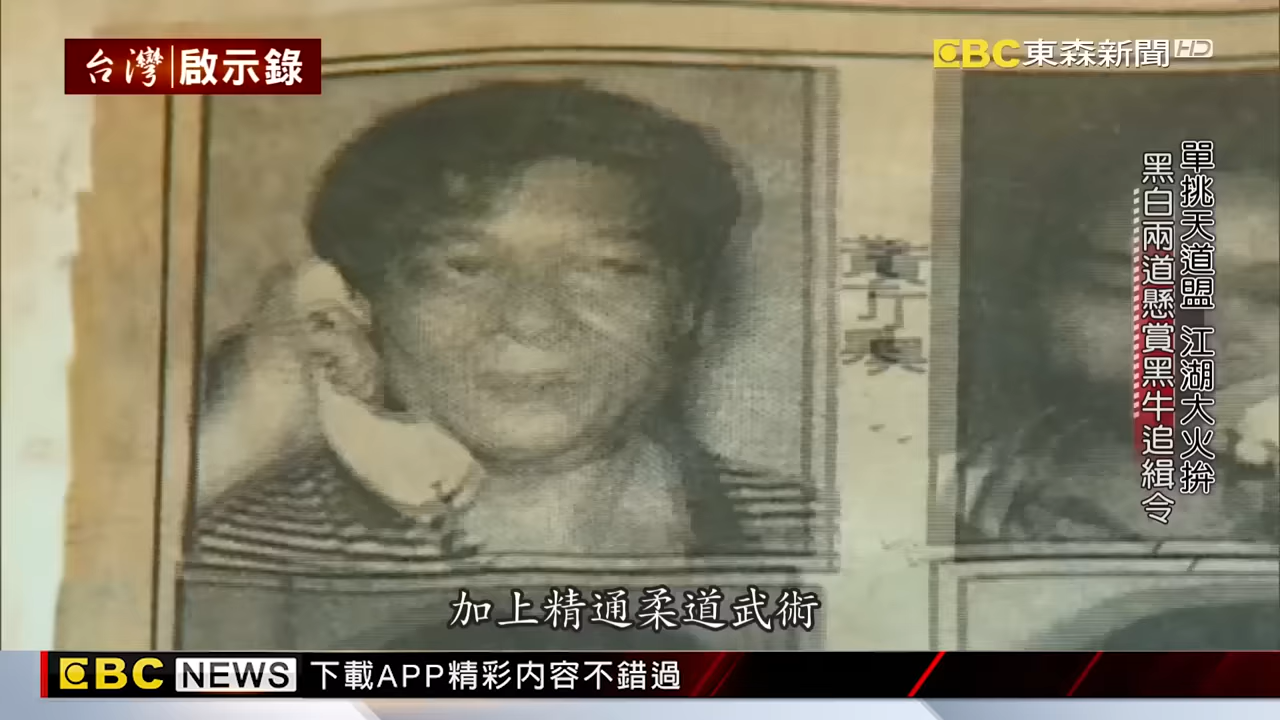 台灣啟示錄
EBC東森新聞HD
單挑天道盟 江湖大火拚
黑白兩道懸賞黑牛追緝令
加上精通柔道武術
EBC NEWS 下載APP精彩内容不錯過